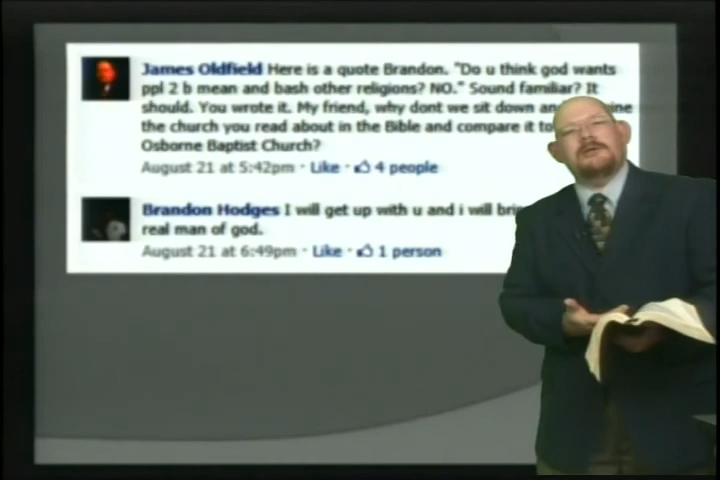 James Oldfield Here is a quote Brandon. "Do u think god wants
ppl 2 b mean and bash other religions? NO." Sound familiar? It
should. You wrote it. My friend, why dont we sit down
the church you read about in the Bible and compare it to
Osborne Baptist Church?
August 21 at 5:42pm · Like · 4 people
Brandon Hodges I will get up with u and i will
real man of god.
August 21 at 6:49pm · Like · 1 person